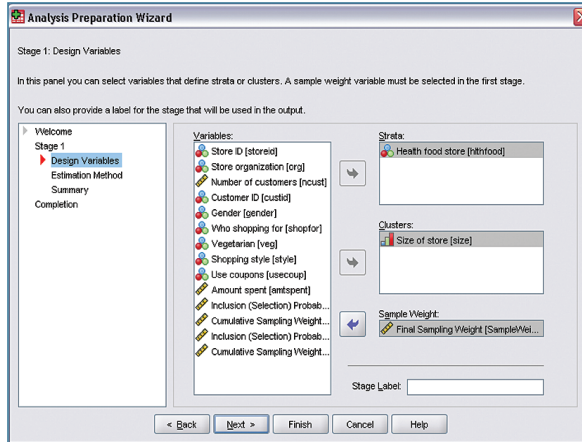 Analysis Preparation Wizard
Stage 1: Design Variables
In this panel you can select variables that define strata or clusters. A sample weight variable must be selected in the first stage.
You can also provide a label for the stage that will be used in the output.
Welcome
Stage 1
Design Variables
Estimation Method
Summary
Completion
Variables:
Store ID [storeid]
Store organization [org]
Number of customers [ncust]
Customer ID [custid]
Gender [gender]
Who shopping for [shopfor]
Vegetarian [veg]
Shopping style [style]
Use coupons [usecoup]
Amount spent [amtspent]
Inclusion (Selection) Probab...
Cumulative Sampling Weight...
Inclusion (Selection) Probab...
Cumulative Sampling Weight...
Strata:
Health food store [hlthfood]
Clusters:
Size of store [size]
Sample Weight:
Final Sampling Weight [SampleWei...
Stage Label:
< Back
Next >
Finish
Cancel
Help